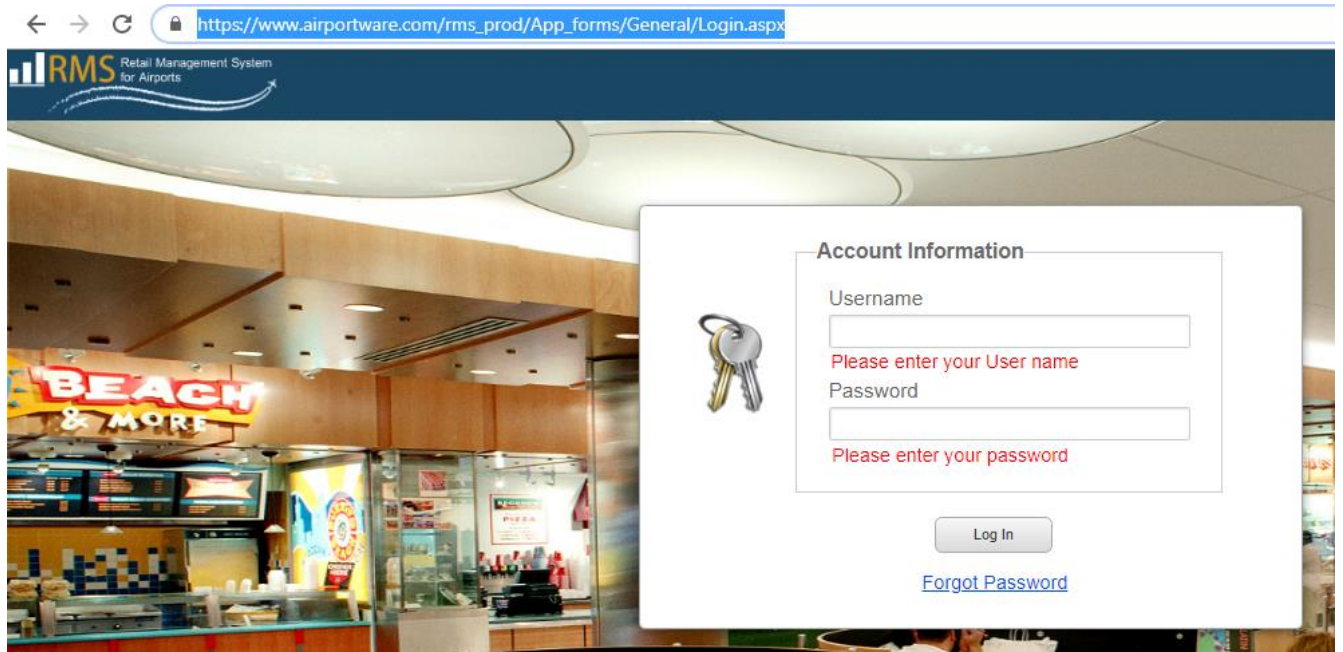 https://www.airportware.com/rms_prod/App_forms/General/Login.aspx
RMS Retail Management System
for Airports
Account Information
Username
Please enter your User name
Password
Please enter your password
Log In
Forgot Password
BEACH
& MORE
PIZZA